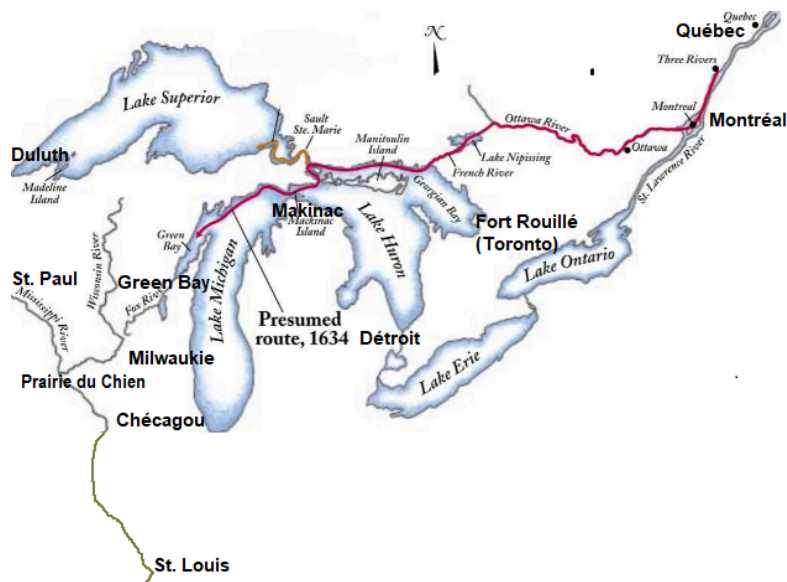 Quebec
Québec
N
Three Rivers
Lake Superior
Sault
Ste. Marie
Manitoulin
Island
Ottawa River
Montreal
Montréal
Duluth
Madeline
Island
Lake Nipissing
Ottawa
French River
St. Lawrence River
Georgian Bay
Makinac
Mackinac
Island
Fort Rouillé
(Toronto)
Green
Bay
Lake Huron
Lake Ontario
St. Paul
Wisconsin River
Green Bay
Mississippi River
Fox River
Lake Michigan
Presumed
route, 1634
Détroit
Milwaukie
Lake Erie
Prairie du Chien
Chécagou
St. Louis